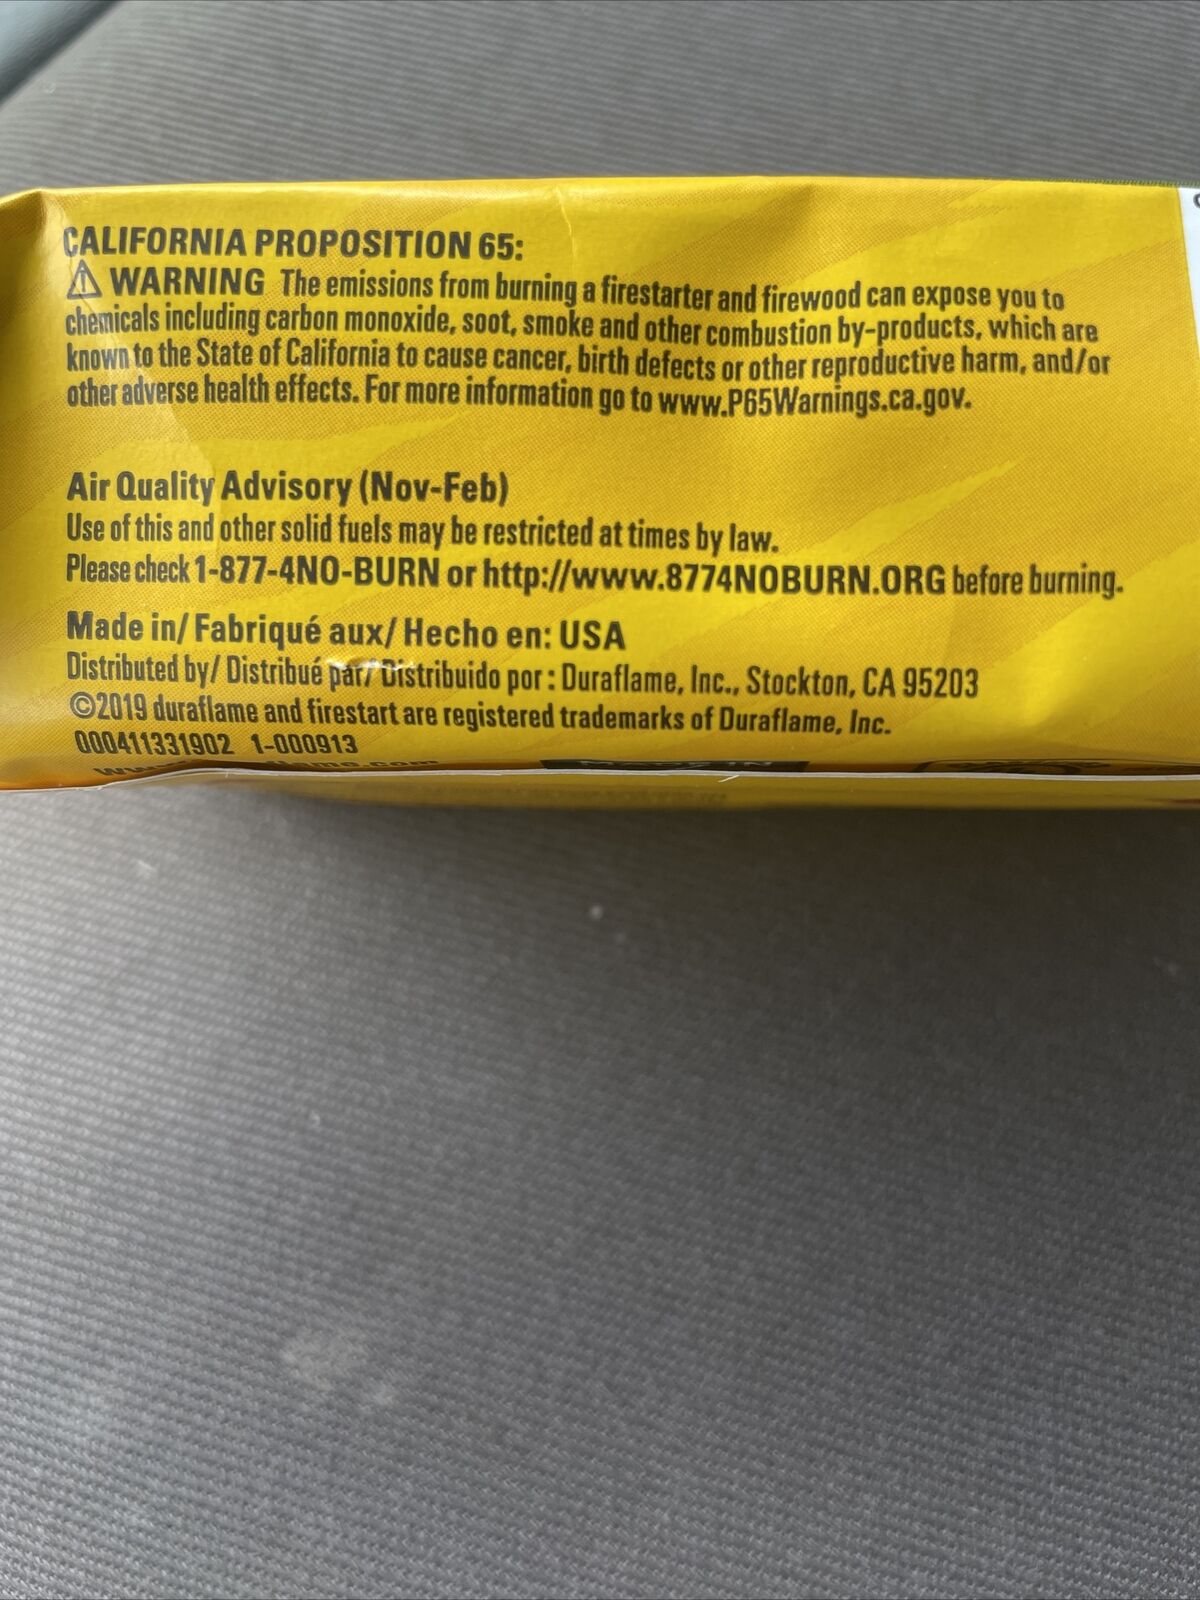 CALIFORNIA PROPOSITION 65:
⚠ WARNING The emissions from burning a firestarter and firewood can expose you to
chemicals including carbon monoxide, soot, smoke and other combustion by-products, which are
known to the State of California to cause cancer, birth defects or other reproductive harm, and/or
other adverse health effects. For more information go to www.P65Warnings.ca.gov.
Air Quality Advisory (Nov-Feb)
Use of this and other solid fuels may be restricted at times by law.
Please check 1-877-4NO-BURN or http://www.8774NOBURN.ORG before burning.
Made in/ Fabriqué aux/ Hecho en: USA
Distributed by/ Distribué par/ Distribuido por : Duraflame, Inc., Stockton, CA 95203
©2019 duraflame and firestart are registered trademarks of Duraflame, Inc.
000411331902 1-000913
MADE IN